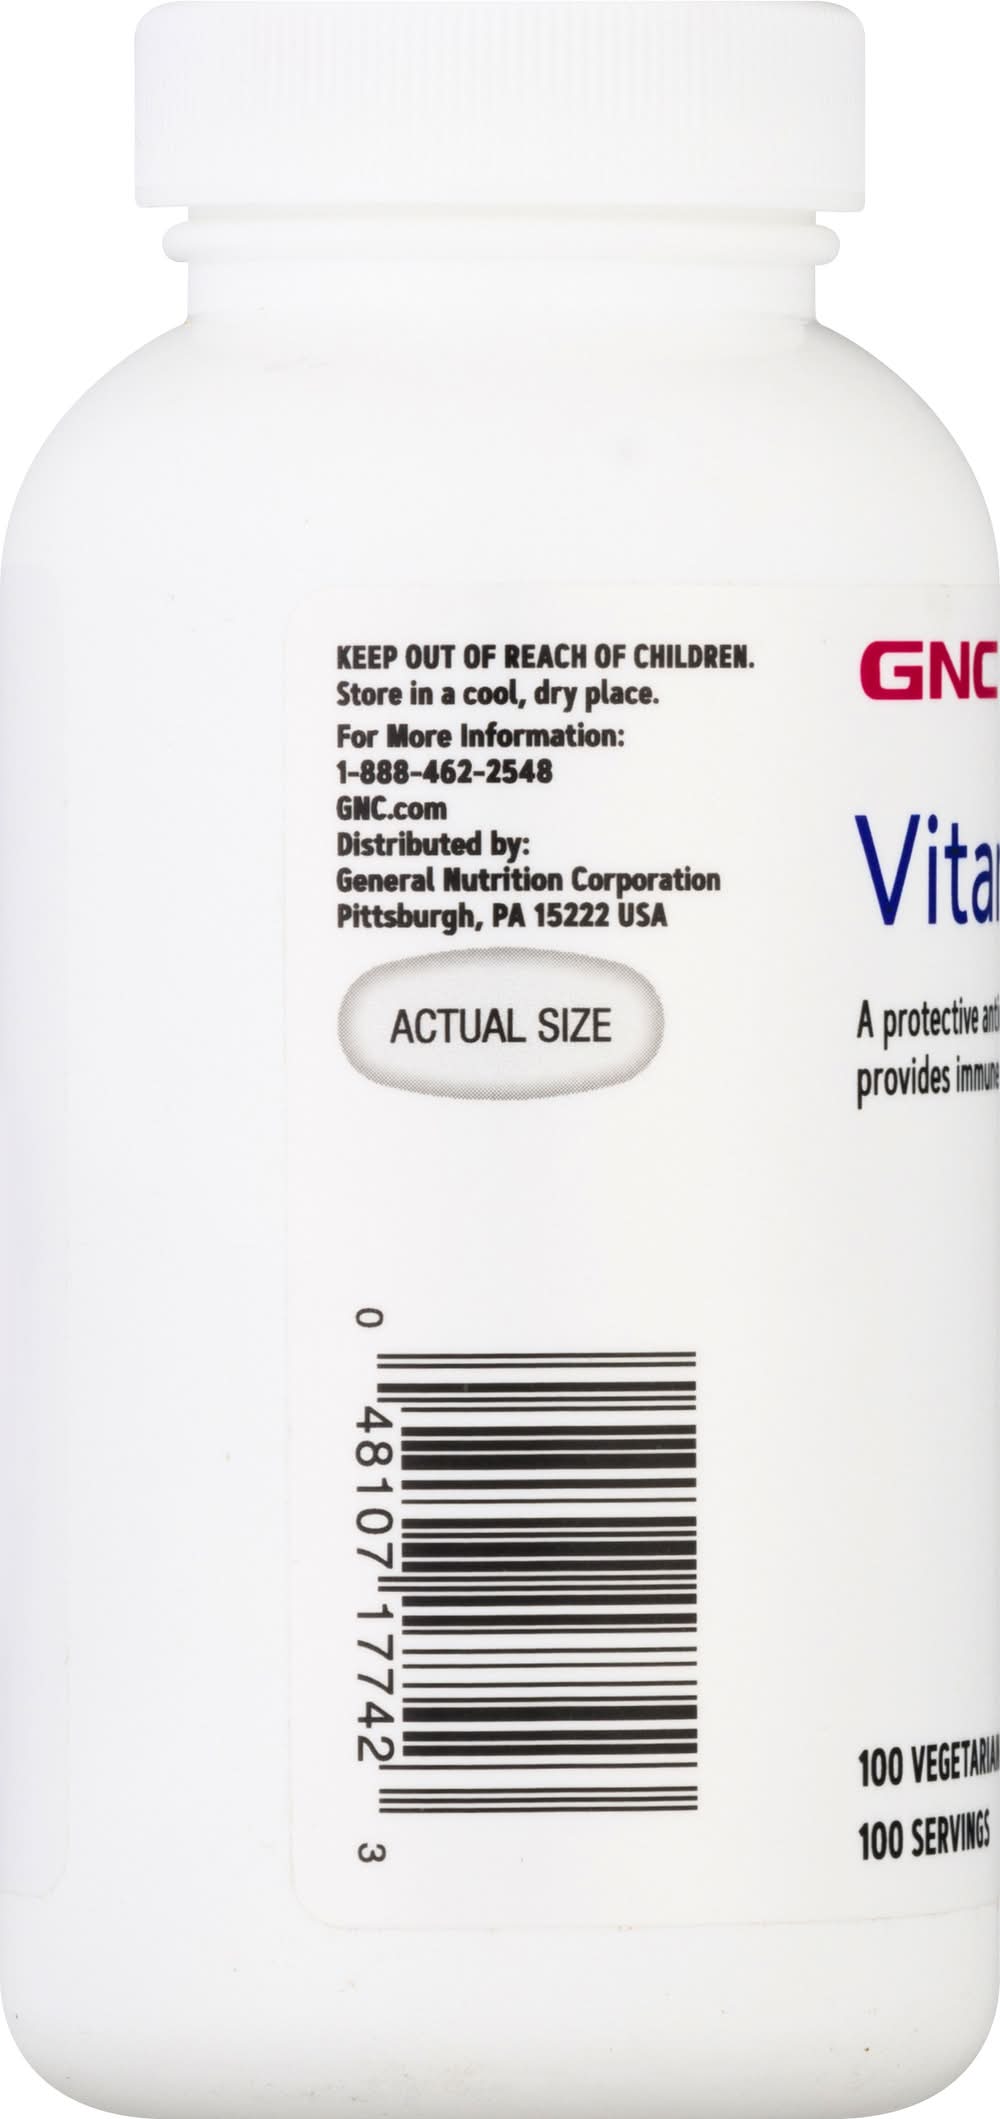 KEEP OUT OF REACH OF CHILDREN.
Store in a cool, dry place.
For More Information:
1-888-462-2548
GNC.com
Distributed by:
General Nutrition Corporation
Pittsburgh, PA 15222 USA
ACTUAL SIZE
0 48107 17742 3
GNC
Vita
A protective
provides immune
100 VEGETARIAN
100 SERVINGS